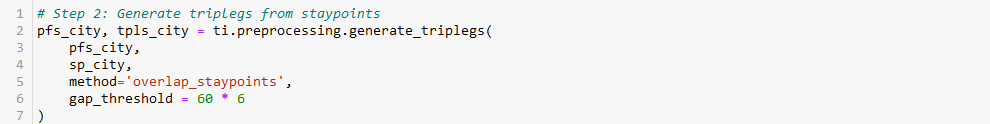 1 # Step 2: Generate triplegs from staypoints
2 pfs_city, tpls_city = ti.preprocessing.generate_triplegs(
3     pfs_city,
4     sp_city,
5     method='overlap_staypoints',
6     gap_threshold = 60 * 6
7 )